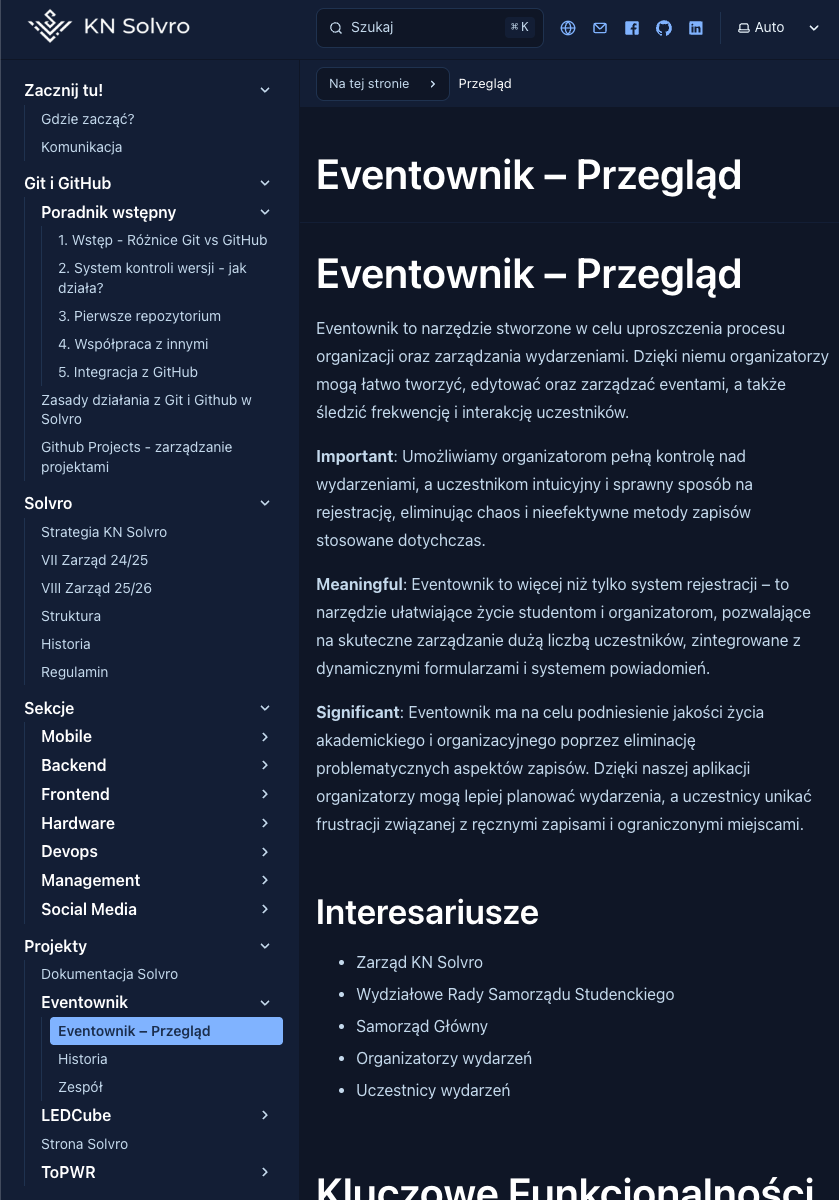 KN Solvro
Szukaj
⌘ K
Auto
Zacznij tu!
Gdzie zacząć?
Komunikacja
Git i GitHub
Poradnik wstępny
1. Wstęp - Różnice Git vs GitHub
2. System kontroli wersji - jak
działa?
3. Pierwsze repozytorium
4. Współpraca z innymi
5. Integracja z GitHub
Zasady działania z Git i Github w
Solvro
Github Projects - zarządzanie
projektami
Solvro
Strategia KN Solvro
VII Zarząd 24/25
VIII Zarząd 25/26
Struktura
Historia
Regulamin
Sekcje
Mobile
Backend
Frontend
Hardware
Devops
Management
Social Media
Projekty
Dokumentacja Solvro
Eventownik
Eventownik – Przegląd
Historia
Zespół
LEDCube
Strona Solvro
ToPWR
Na tej stronie
Przegląd
Eventownik – Przegląd
Eventownik – Przegląd
Eventownik to narzędzie stworzone w celu uproszczenia procesu
organizacji oraz zarządzania wydarzeniami. Dzięki niemu organizatorzy
mogą łatwo tworzyć, edytować oraz zarządzać eventami, a także
śledzić frekwencję i interakcję uczestników.
Important: Umożliwiamy organizatorom pełną kontrolę nad
wydarzeniami, a uczestnikom intuicyjny i sprawny sposób na
rejestrację, eliminując chaos i nieefektywne metody zapisów
stosowane dotychczas.
Meaningful: Eventownik to więcej niż tylko system rejestracji – to
narzędzie ułatwiające życie studentom i organizatorom, pozwalające
na skuteczne zarządzanie dużą liczbą uczestników, zintegrowane z
dynamicznymi formularzami i systemem powiadomień.
Significant: Eventownik ma na celu podniesienie jakości życia
akademickiego i organizacyjnego poprzez eliminację
problematycznych aspektów zapisów. Dzięki naszej aplikacji
organizatorzy mogą lepiej planować wydarzenia, a uczestnicy unikać
frustracji związanej z ręcznymi zapisami i ograniczonymi miejscami.
Interesariusze
Zarząd KN Solvro
Wydziałowe Rady Samorządu Studenckiego
Samorząd Główny
Organizatorzy wydarzeń
Uczestnicy wydarzeń
Kluczowe Funkcjonalności